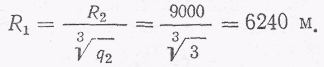 R₁ = R₂ / ∛q₂ = 9000 / ∛3 = 6240 м.